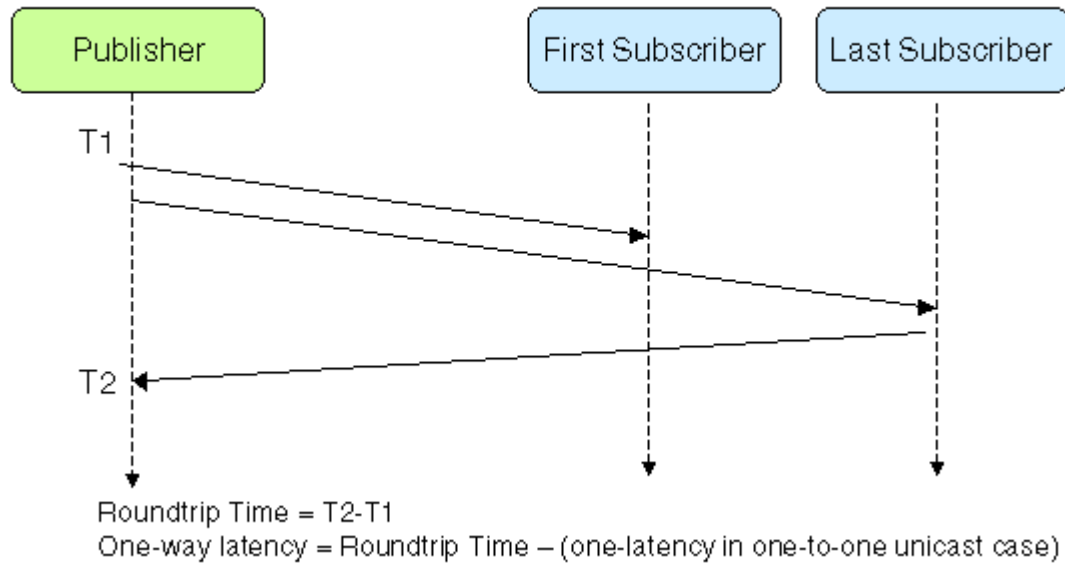 Publisher
First Subscriber
Last Subscriber
T1
T2
Roundtrip Time = T2-T1
One-way latency = Roundtrip Time – (one-latency in one-to-one unicast case)